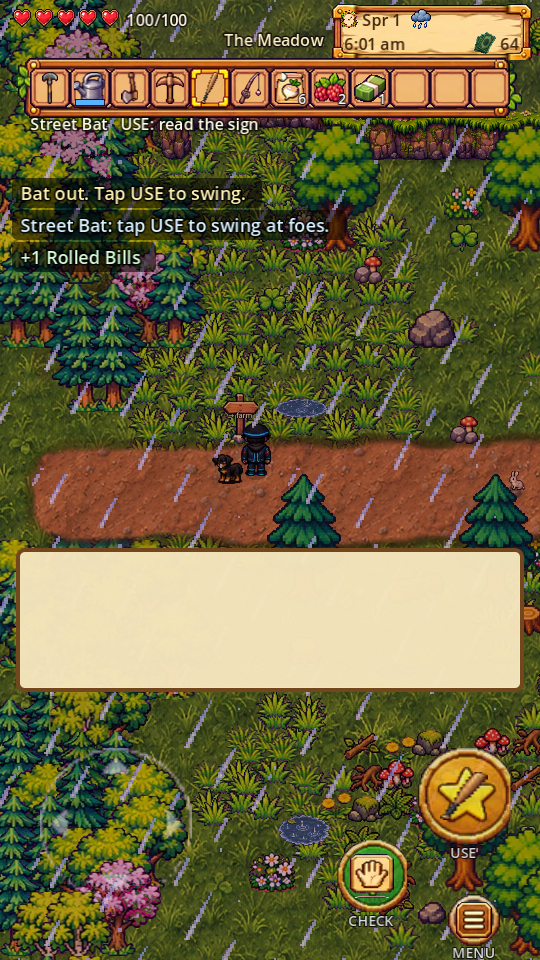 100/100
Spr 1
The Meadow
6:01 am
64
6
2
1
Street Bat USE: read the sign
Bat out. Tap USE to swing.
Street Bat: tap USE to swing at foes.
+1 Rolled Bills
farm
USE
CHECK
MENU